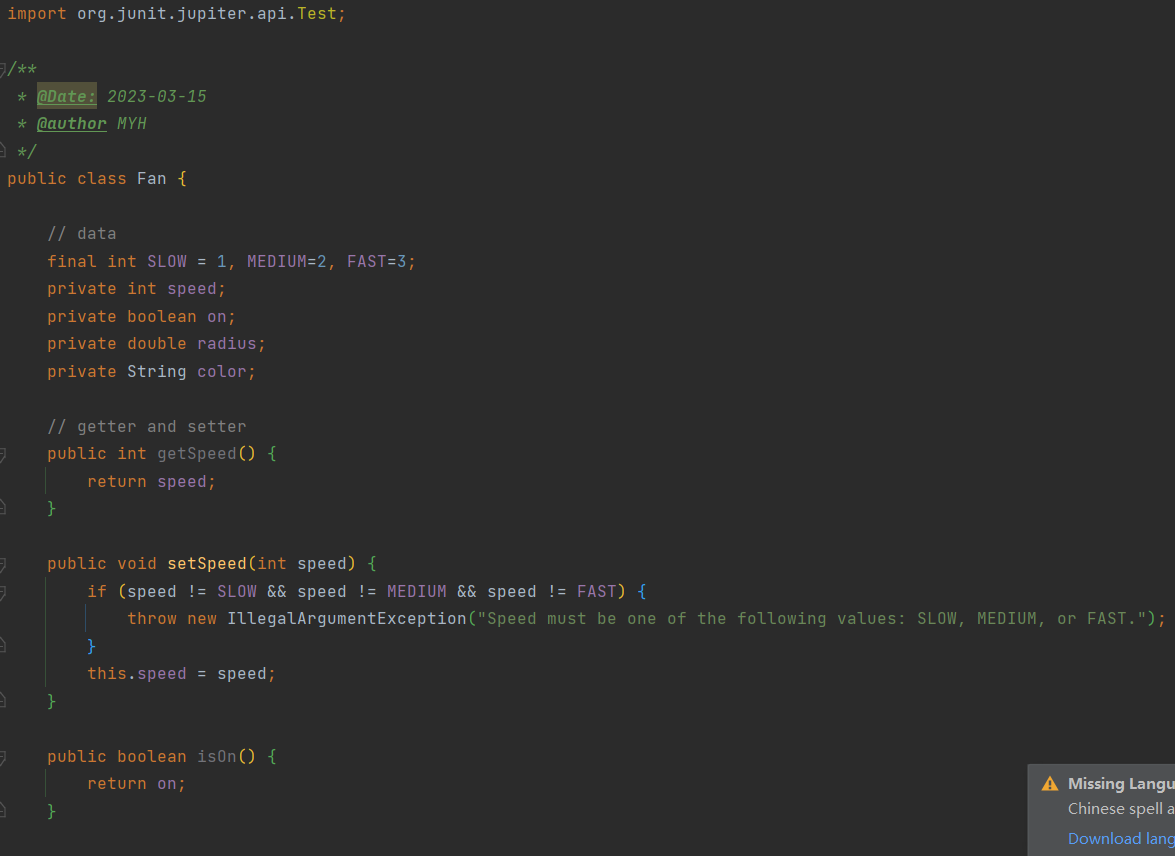 import org.junit.jupiter.api.Test;
/**
 * @Date: 2023-03-15
 * @author MYH
 */
public class Fan {
    // data
    final int SLOW = 1, MEDIUM=2, FAST=3;
    private int speed;
    private boolean on;
    private double radius;
    private String color;
    // getter and setter
    public int getSpeed() {
        return speed;
    }
    public void setSpeed(int speed) {
        if (speed != SLOW && speed != MEDIUM && speed != FAST) {
            throw new IllegalArgumentException("Speed must be one of the following values: SLOW, MEDIUM, or FAST.");
        }
        this.speed = speed;
    }
    public boolean isOn() {
        return on;
    }
Missing Langu
Chinese spell a
Download lang